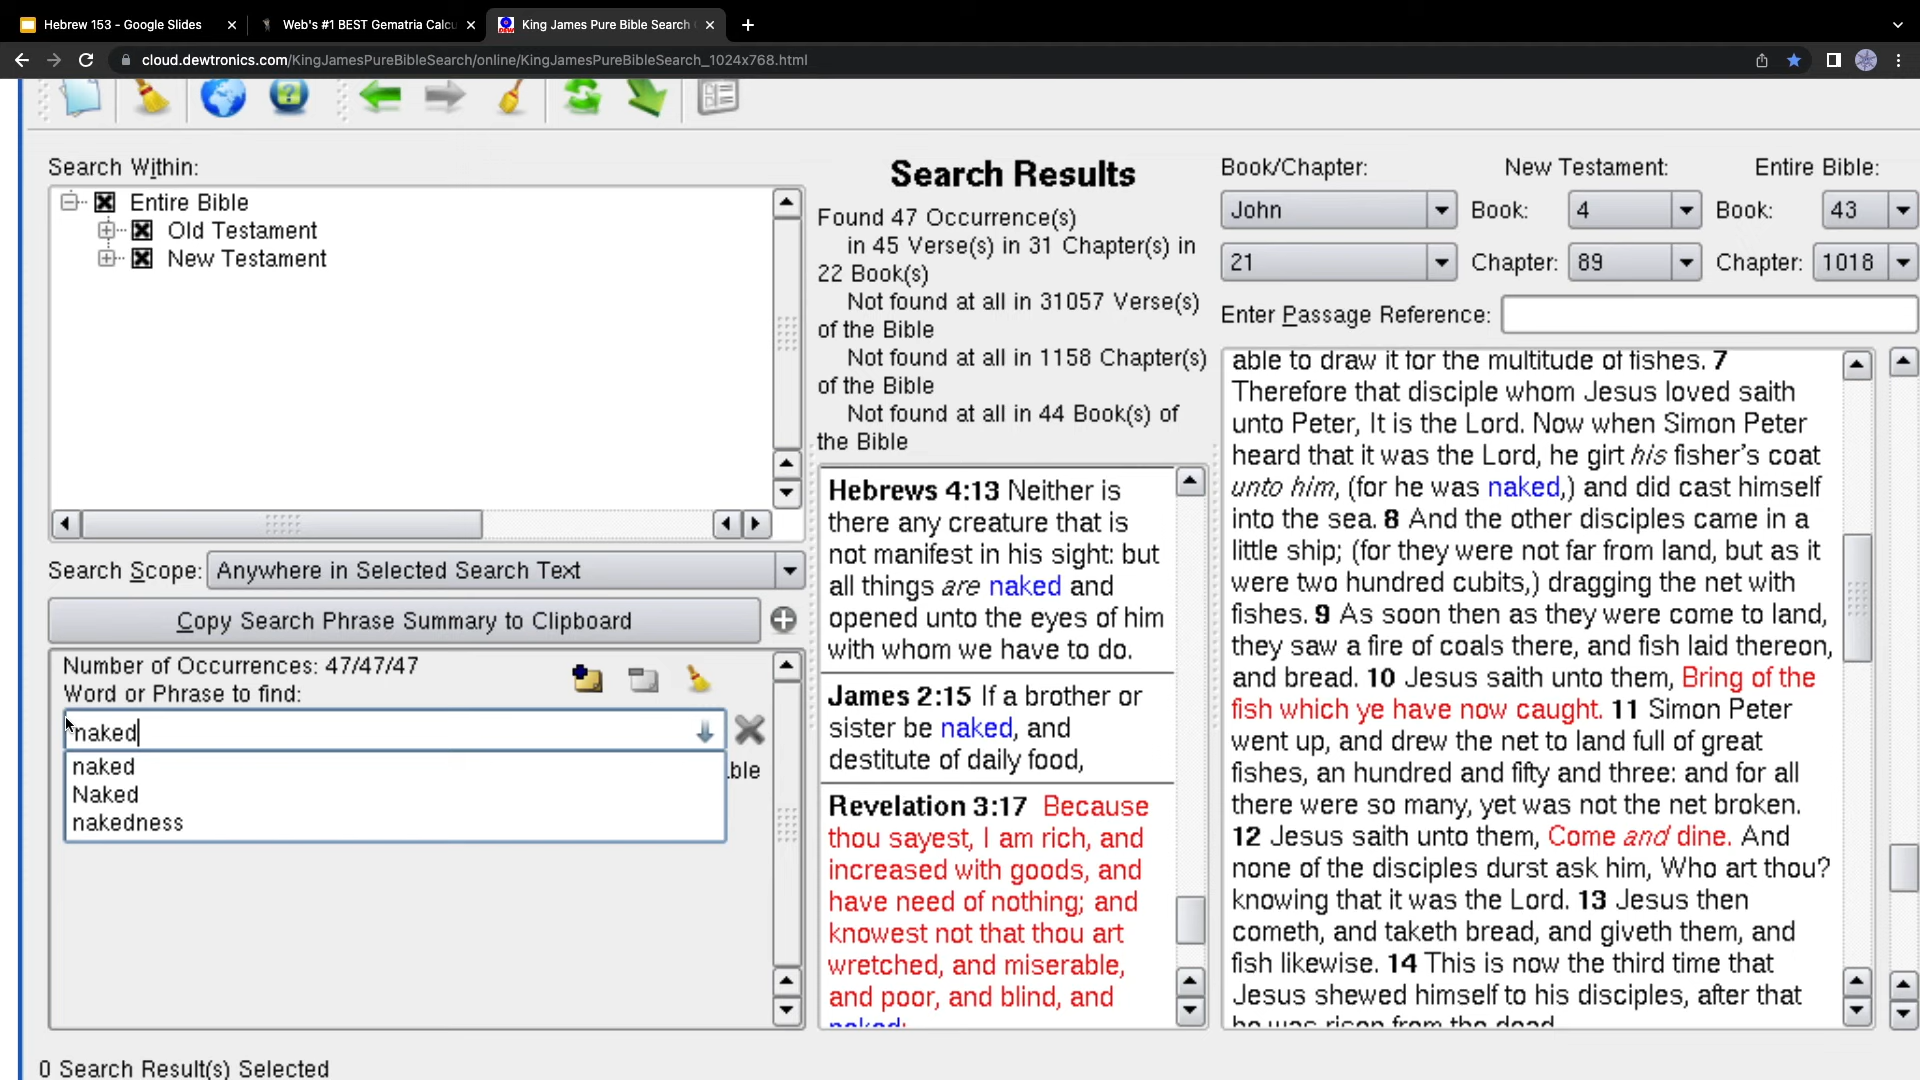 Hebrew 153 - Google Slides
Web's #1 BEST Gematria Calcu
King James Pure Bible Search
cloud.dewtronics.com/KingJamesPureBibleSearch/online/KingJamesPureBibleSearch_1024x768.html
Search Within:
Entire Bible
Old Testament
New Testament
Search Scope: Anywhere in Selected Search Text
Copy Search Phrase Summary to Clipboard
Number of Occurrences: 47/47/47
Word or Phrase to find:
naked
ble
naked
Naked
nakedness
0 Search Result(s) Selected
Search Results
Found 47 Occurrence(s)
in 45 Verse(s) in 31 Chapter(s) in
22 Book(s)
Not found at all in 31057 Verse(s)
of the Bible
Not found at all in 1158 Chapter(s)
of the Bible
Not found at all in 44 Book(s) of
the Bible
Hebrews 4:13 Neither is
there any creature that is
not manifest in his sight: but
all things are naked and
opened unto the eyes of him
with whom we have to do.
James 2:15 If a brother or
sister be naked, and
destitute of daily food,
Revelation 3:17 Because
thou sayest, I am rich, and
increased with goods, and
have need of nothing; and
knowest not that thou art
wretched, and miserable,
and poor, and blind, and
naked:
Book/Chapter: New Testament: Entire Bible:
John Book: 4 Book: 43
21 Chapter: 89 Chapter: 1018
Enter Passage Reference:
able to draw it for the multitude of fishes. 7
Therefore that disciple whom Jesus loved saith
unto Peter, It is the Lord. Now when Simon Peter
heard that it was the Lord, he girt his fisher's coat
unto him, (for he was naked,) and did cast himself
into the sea. 8 And the other disciples came in a
little ship; (for they were not far from land, but as it
were two hundred cubits,) dragging the net with
fishes. 9 As soon then as they were come to land,
they saw a fire of coals there, and fish laid thereon,
and bread. 10 Jesus saith unto them, Bring of the
fish which ye have now caught. 11 Simon Peter
went up, and drew the net to land full of great
fishes, an hundred and fifty and three: and for all
there were so many, yet was not the net broken.
12 Jesus saith unto them, Come and dine. And
none of the disciples durst ask him, Who art thou?
knowing that it was the Lord. 13 Jesus then
cometh, and taketh bread, and giveth them, and
fish likewise. 14 This is now the third time that
Jesus shewed himself to his disciples, after that
he was risen from the dead.